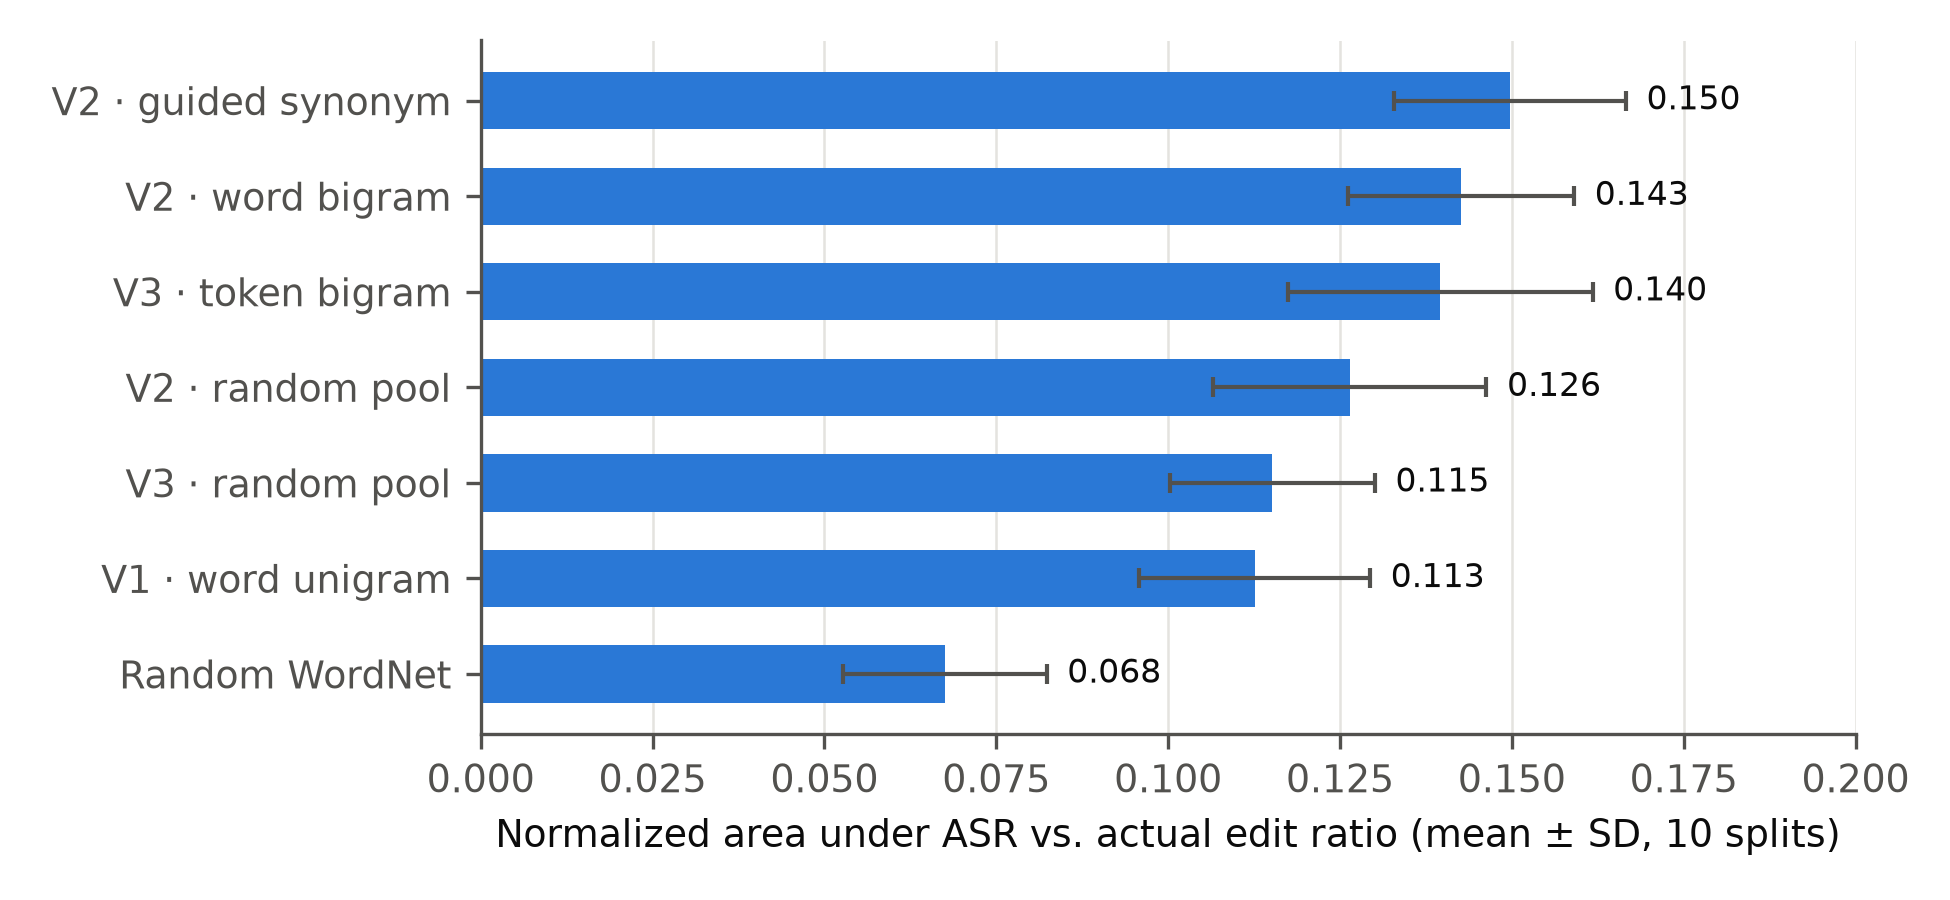 V2 · guided synonym 0.150
V2 · word bigram 0.143
V3 · token bigram 0.140
V2 · random pool 0.126
V3 · random pool 0.115
V1 · word unigram 0.113
Random WordNet 0.068
0.000 0.025 0.050 0.075 0.100 0.125 0.150 0.175 0.200
Normalized area under ASR vs. actual edit ratio (mean ± SD, 10 splits)